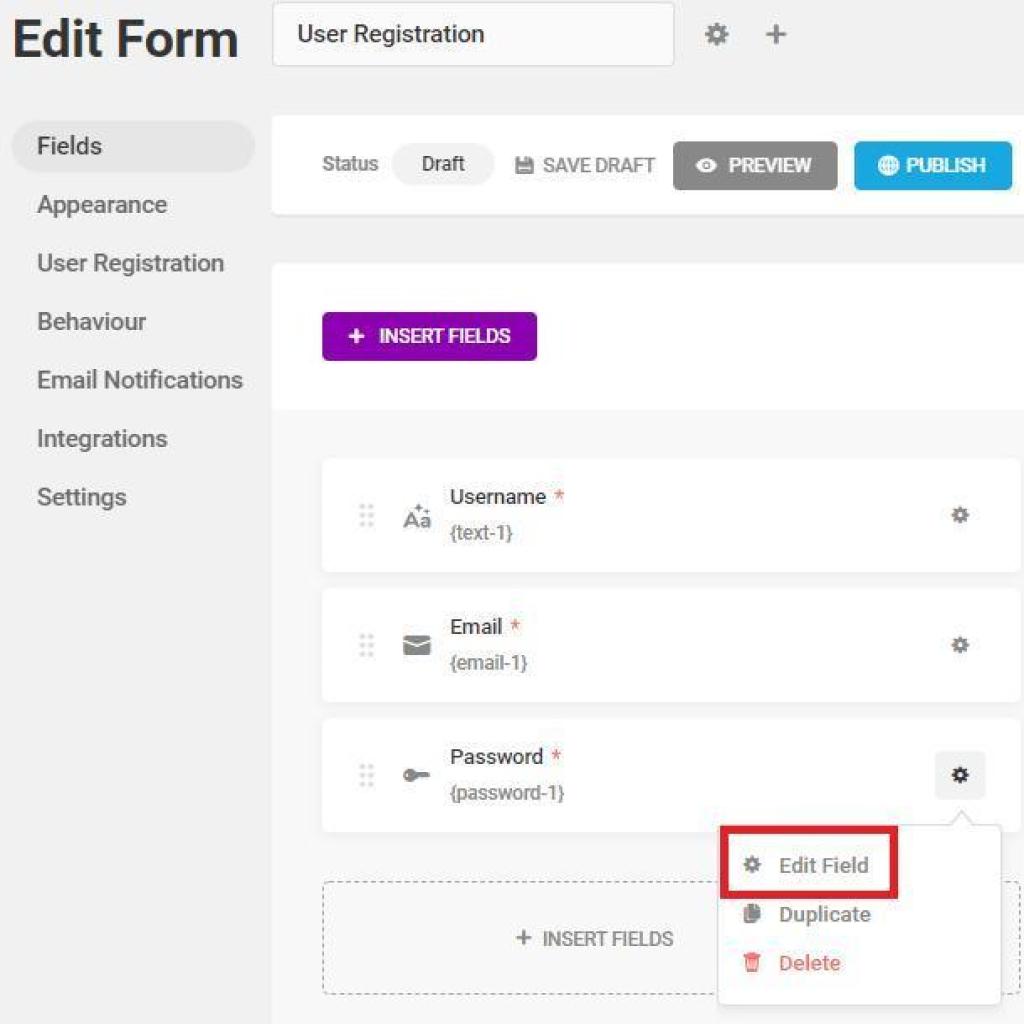 Edit Form
User Registration
Fields
Appearance
User Registration
Behaviour
Email Notifications
Integrations
Settings
Status Draft SAVE DRAFT PREVIEW PUBLISH
+ INSERT FIELDS
Aa
Username *
{text-1}
Email *
{email-1}
Password *
{password-1}
Edit Field
Duplicate
Delete
+ INSERT FIELDS